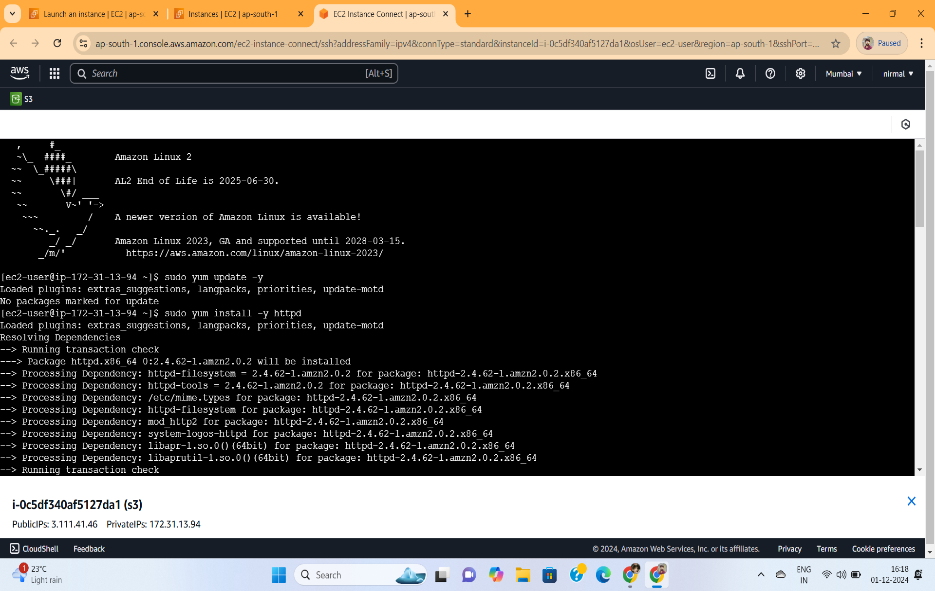 Launch an instance | EC2 | ap-s
Instances | EC2 | ap-south-1
EC2 Instance Connect | ap-sout
ap-south-1.console.aws.amazon.com/ec2-instance-connect/ssh?addressFamily=ipv4&connType=standard&instanceId=i-0c5df340af5127da1&osUser=ec2-user&region=ap-south-1&sshPort=...
Paused
aws
Search
[Alt+S]
Mumbai
nirmal
S3
,     #_
~\_  ####_        Amazon Linux 2
~~  \_#####\
~~     \###|       AL2 End of Life is 2025-06-30.
~~       \#/ ___
~~       V~' '->
~~~         /    A newer version of Amazon Linux is available!
~~._.   _/
_/ _/       Amazon Linux 2023, GA and supported until 2028-03-15.
_/m/'           https://aws.amazon.com/linux/amazon-linux-2023/
[ec2-user@ip-172-31-13-94 ~]$ sudo yum update -y
Loaded plugins: extras_suggestions, langpacks, priorities, update-motd
No packages marked for update
[ec2-user@ip-172-31-13-94 ~]$ sudo yum install -y httpd
Loaded plugins: extras_suggestions, langpacks, priorities, update-motd
Resolving Dependencies
--> Running transaction check
---> Package httpd.x86_64 0:2.4.62-1.amzn2.0.2 will be installed
--> Processing Dependency: httpd-filesystem = 2.4.62-1.amzn2.0.2 for package: httpd-2.4.62-1.amzn2.0.2.x86_64
--> Processing Dependency: httpd-tools = 2.4.62-1.amzn2.0.2 for package: httpd-2.4.62-1.amzn2.0.2.x86_64
--> Processing Dependency: /etc/mime.types for package: httpd-2.4.62-1.amzn2.0.2.x86_64
--> Processing Dependency: httpd-filesystem for package: httpd-2.4.62-1.amzn2.0.2.x86_64
--> Processing Dependency: mod_http2 for package: httpd-2.4.62-1.amzn2.0.2.x86_64
--> Processing Dependency: system-logos-httpd for package: httpd-2.4.62-1.amzn2.0.2.x86_64
--> Processing Dependency: libapr-1.so.0()(64bit) for package: httpd-2.4.62-1.amzn2.0.2.x86_64
--> Processing Dependency: libaprutil-1.so.0()(64bit) for package: httpd-2.4.62-1.amzn2.0.2.x86_64
--> Running transaction check
i-0c5df340af5127da1 (s3)
PublicIPs: 3.111.41.46 PrivateIPs: 172.31.13.94
CloudShell
Feedback
© 2024, Amazon Web Services, Inc. or its affiliates.
Privacy
Terms
Cookie preferences
1
23°C
Light rain
Search
ENG
IN
16:18
01-12-2024